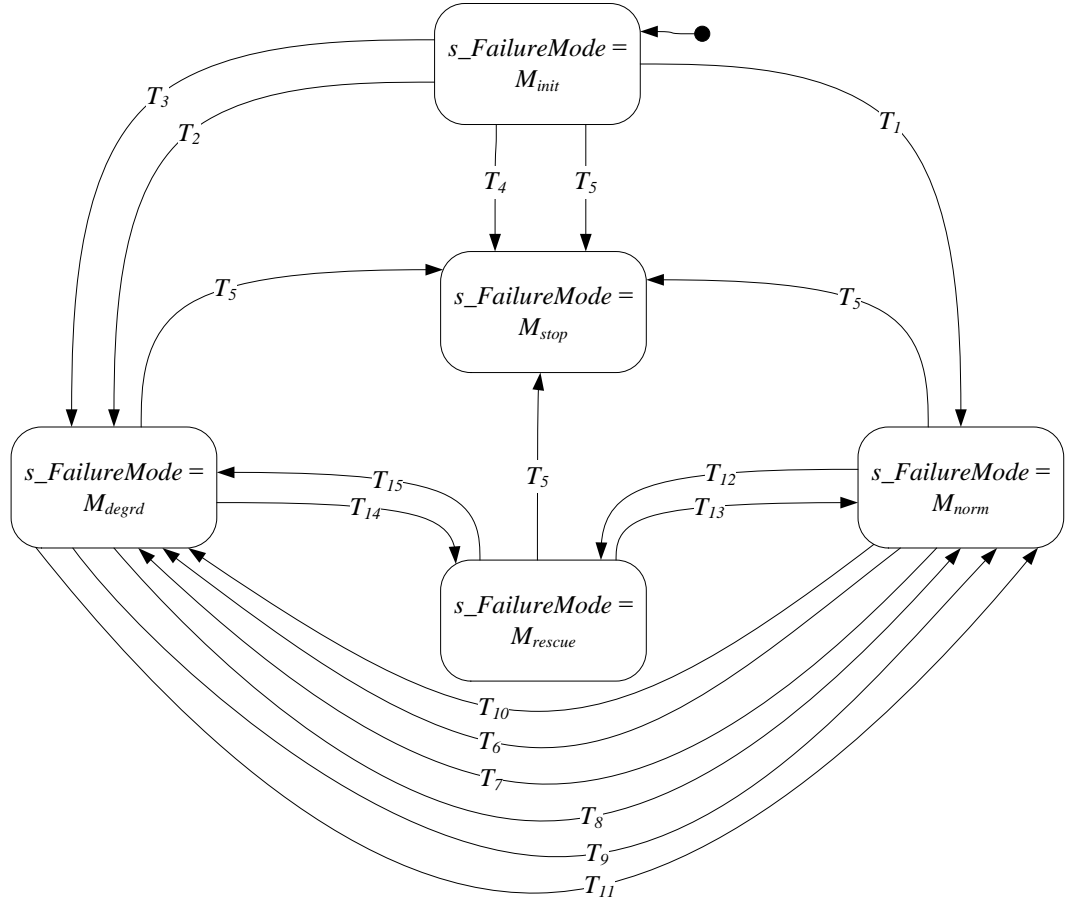 s_FailureMode =
M_init
T_3
T_1
T_2
T_4
T_5
s_FailureMode =
M_stop
T_5
T_5
s_FailureMode =
M_degrd
s_FailureMode =
M_norm
T_15
T_5
T_12
T_14
T_13
s_FailureMode =
M_rescue
T_10
T_6
T_7
T_8
T_9
T_11